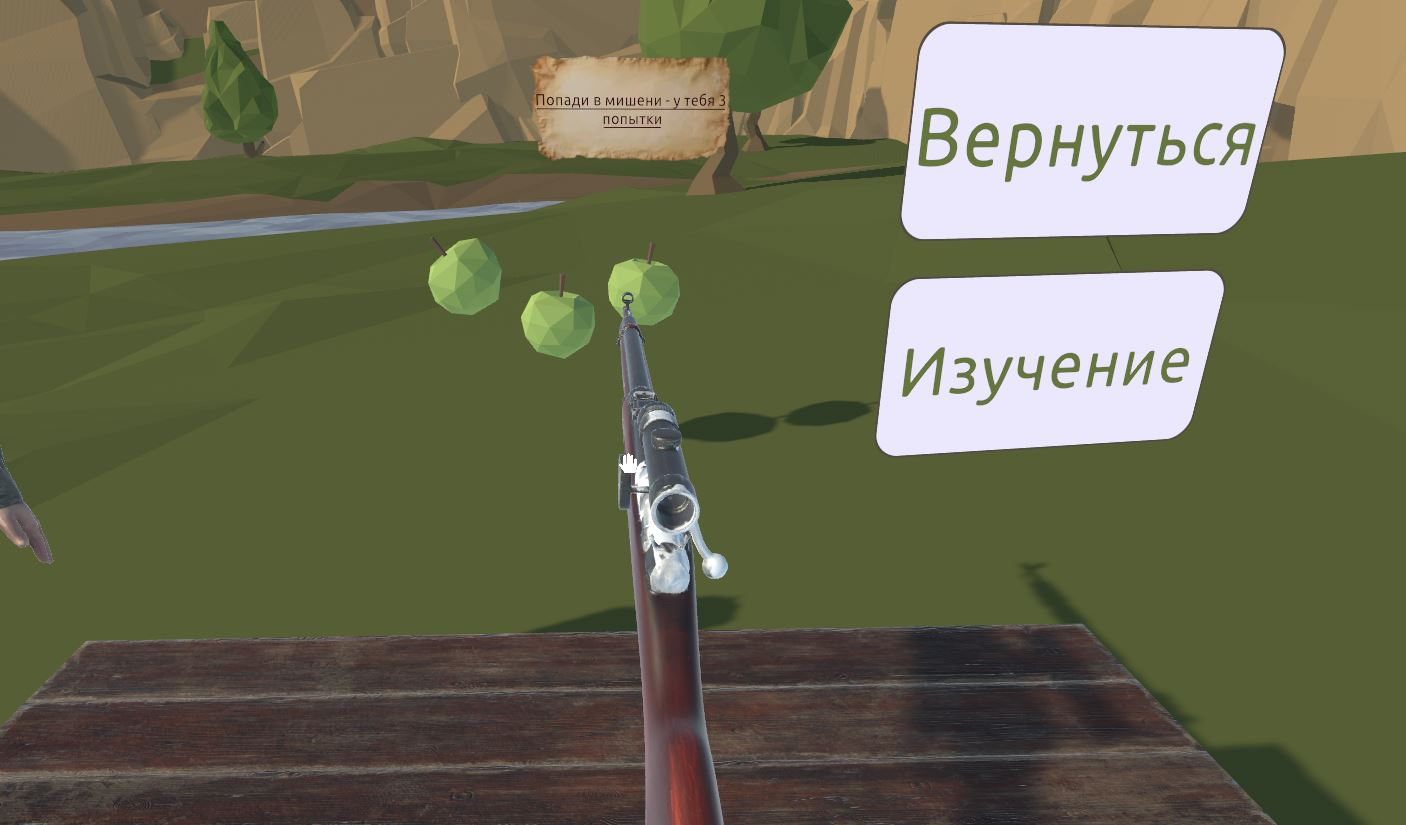 Попади в мишени - у тебя 3
попытки
Вернуться
Изучение